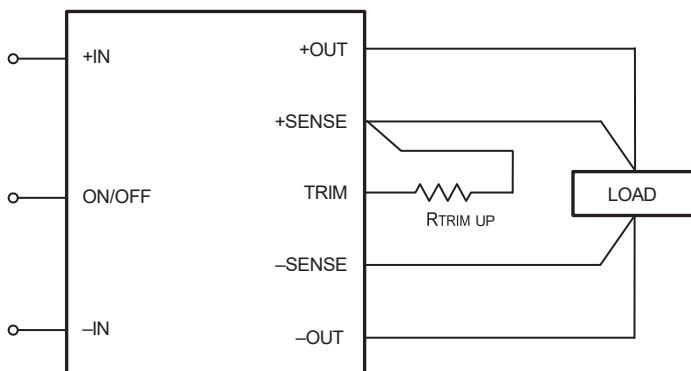 +IN
+OUT
+SENSE
ON/OFF
TRIM
RTRIM UP
LOAD
–SENSE
–IN
–OUT